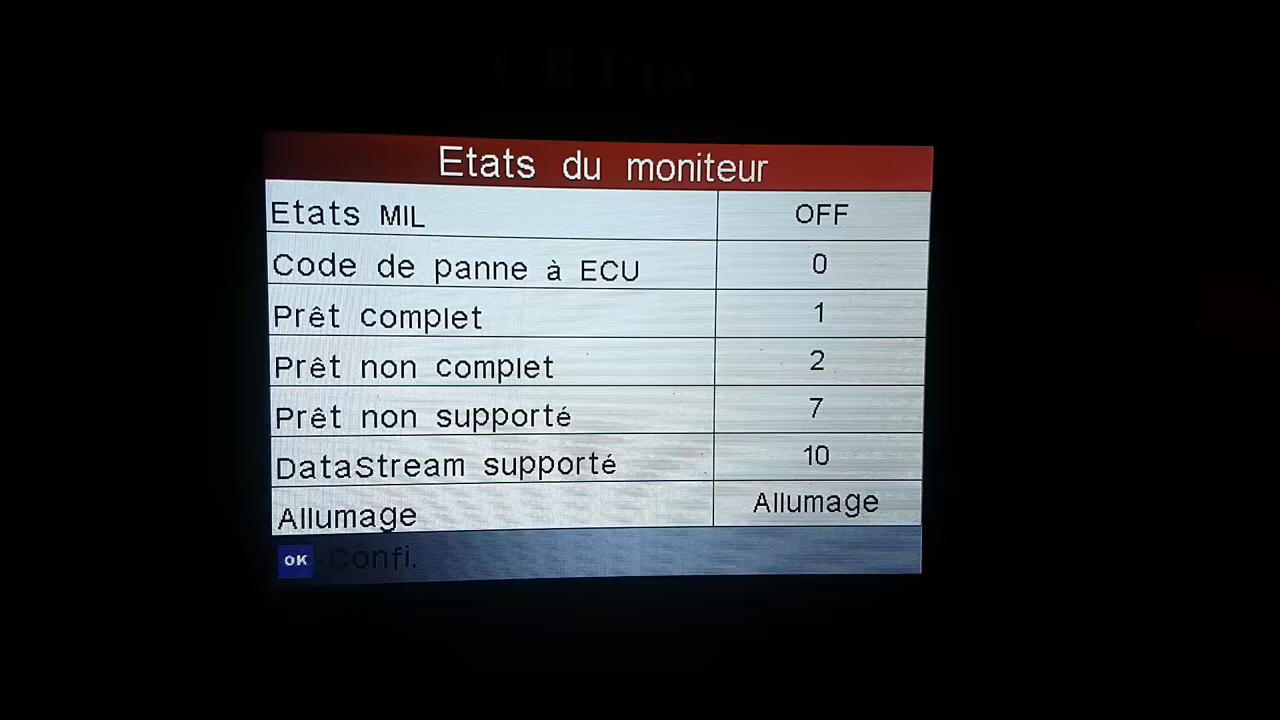 Etats du moniteur
Etats MIL OFF
Code de panne à ECU 0
Prêt complet 1
Prêt non complet 2
Prêt non supporté 7
DataStream supporté 10
Allumage Allumage
OK -Confi.